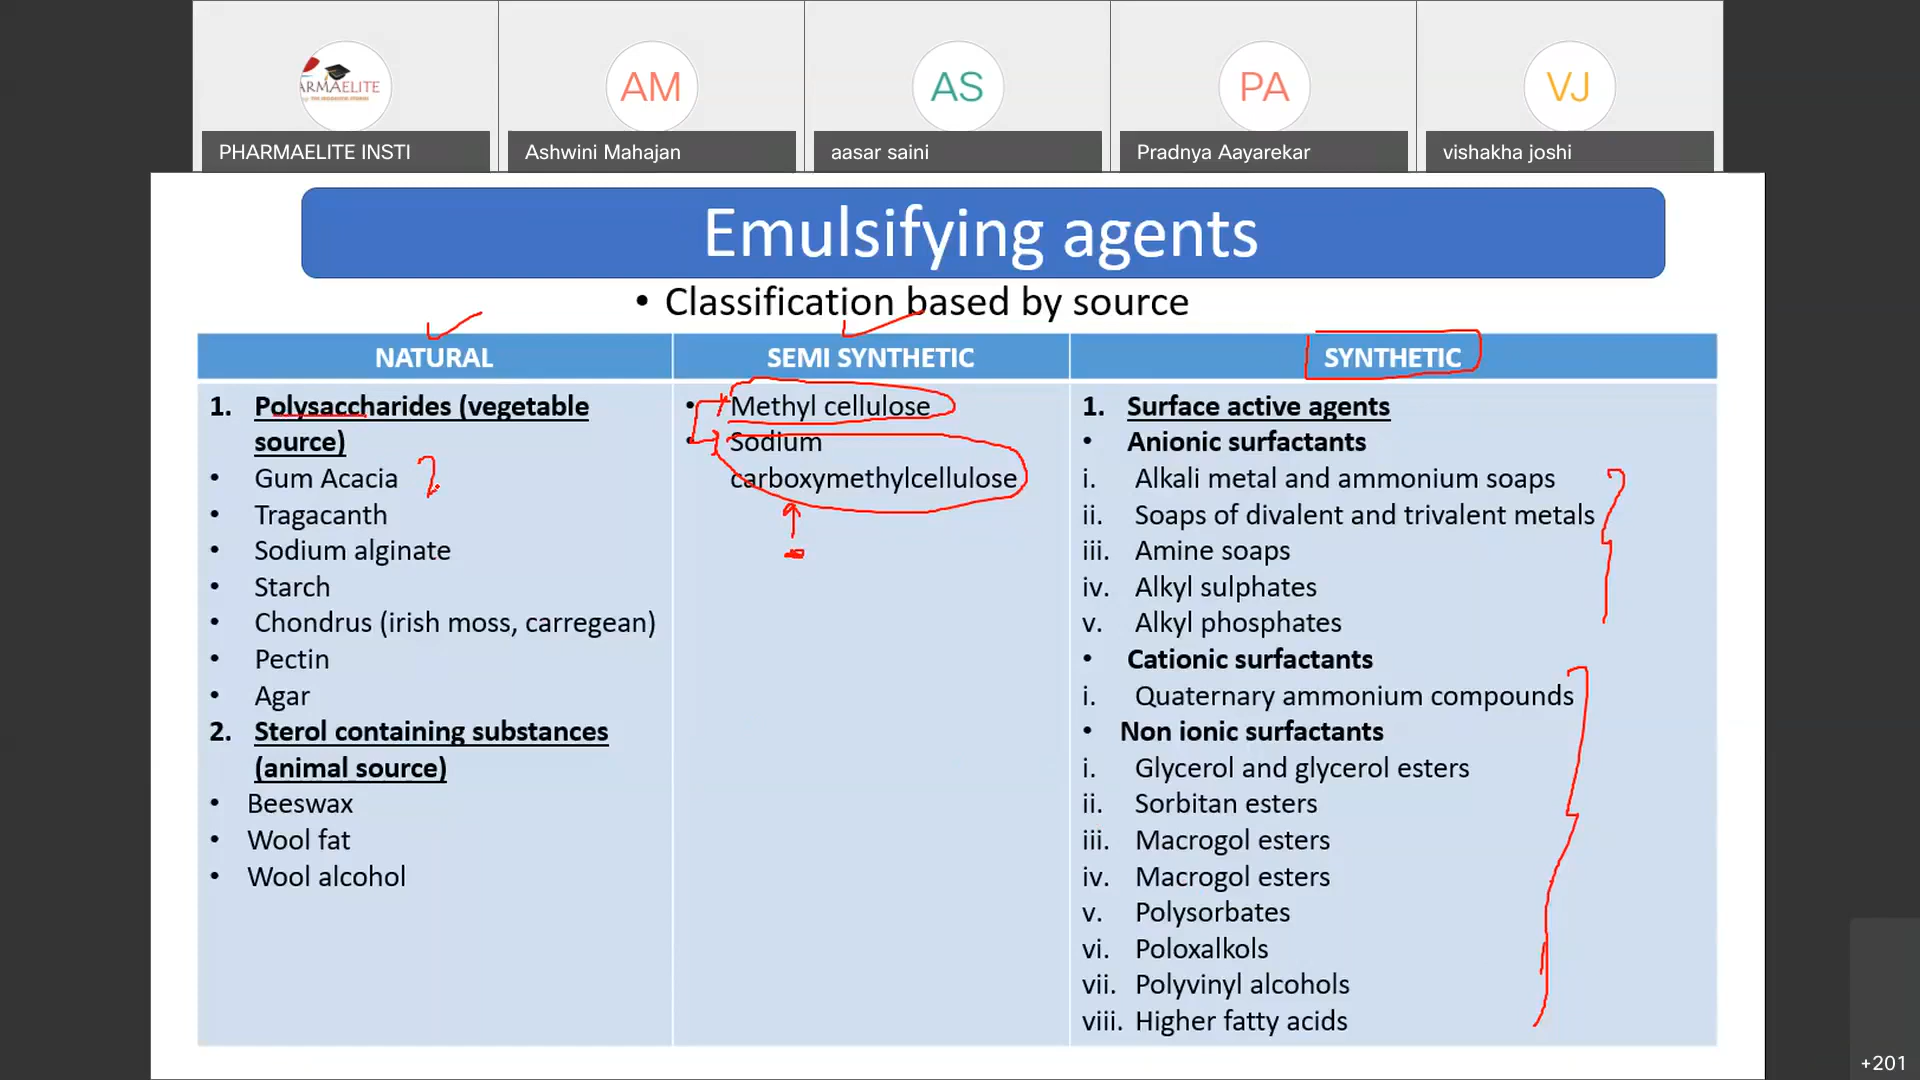 ARMAELITE
AM
AS
PA
VJ
PHARMAELITE INSTI
Ashwini Mahajan
aasar saini
Pradnya Aayarekar
vishakha joshi
Emulsifying agents
• Classification based by source
NATURAL
1. Polysaccharides (vegetable
source)
• Gum Acacia
• Tragacanth
• Sodium alginate
• Starch
• Chondrus (irish moss, carregean)
• Pectin
• Agar
2. Sterol containing substances
(animal source)
• Beeswax
• Wool fat
• Wool alcohol
SEMI SYNTHETIC
• Methyl cellulose
• Sodium
carboxymethylcellulose
SYNTHETIC
1. Surface active agents
• Anionic surfactants
i. Alkali metal and ammonium soaps
ii. Soaps of divalent and trivalent metals
iii. Amine soaps
iv. Alkyl sulphates
v. Alkyl phosphates
• Cationic surfactants
i. Quaternary ammonium compounds
• Non ionic surfactants
i. Glycerol and glycerol esters
ii. Sorbitan esters
iii. Macrogol esters
iv. Macrogol esters
v. Polysorbates
vi. Poloxalkols
vii. Polyvinyl alcohols
viii. Higher fatty acids
+201